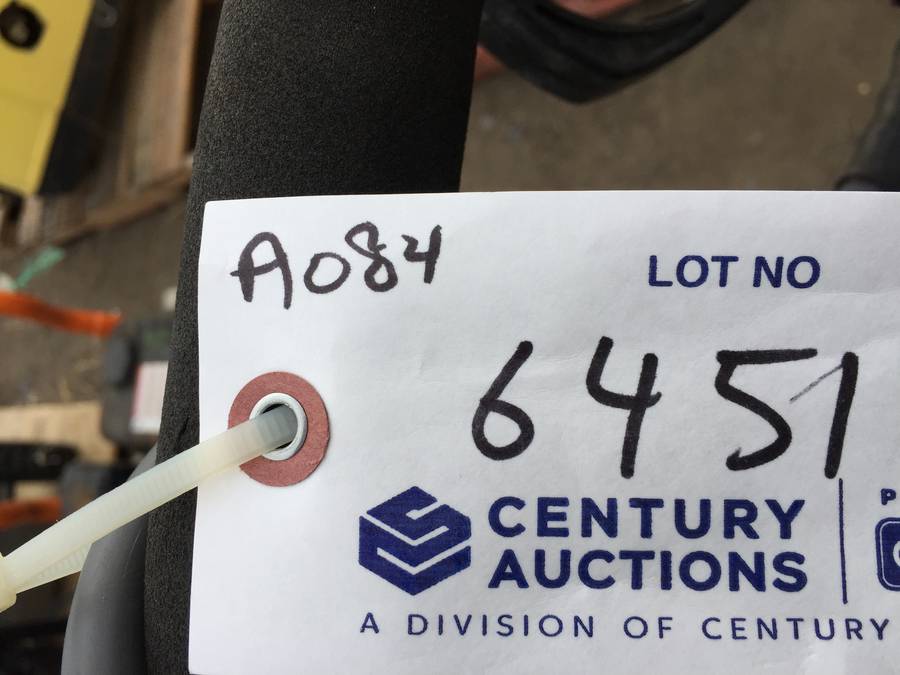 A084
LOT NO
6451
CENTURY
AUCTIONS
P
A DIVISION OF CENTURY